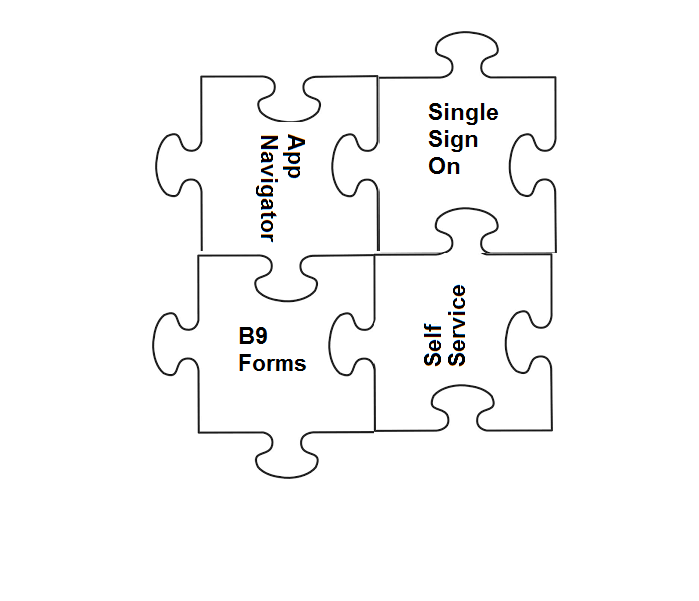 App
Navigator
Single
Sign
On
B9
Forms
Self
Service